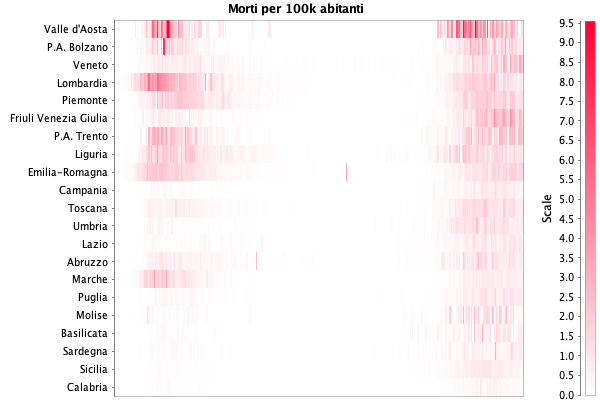 Morti per 100k abitanti
Valle d'Aosta
P.A. Bolzano
Veneto
Lombardia
Piemonte
Friuli Venezia Giulia
P.A. Trento
Liguria
Emilia-Romagna
Campania
Toscana
Umbria
Lazio
Abruzzo
Marche
Puglia
Molise
Basilicata
Sardegna
Sicilia
Calabria
Scale
9.5
9.0
8.5
8.0
7.5
7.0
6.5
6.0
5.5
5.0
4.5
4.0
3.5
3.0
2.5
2.0
1.5
1.0
0.5
0.0